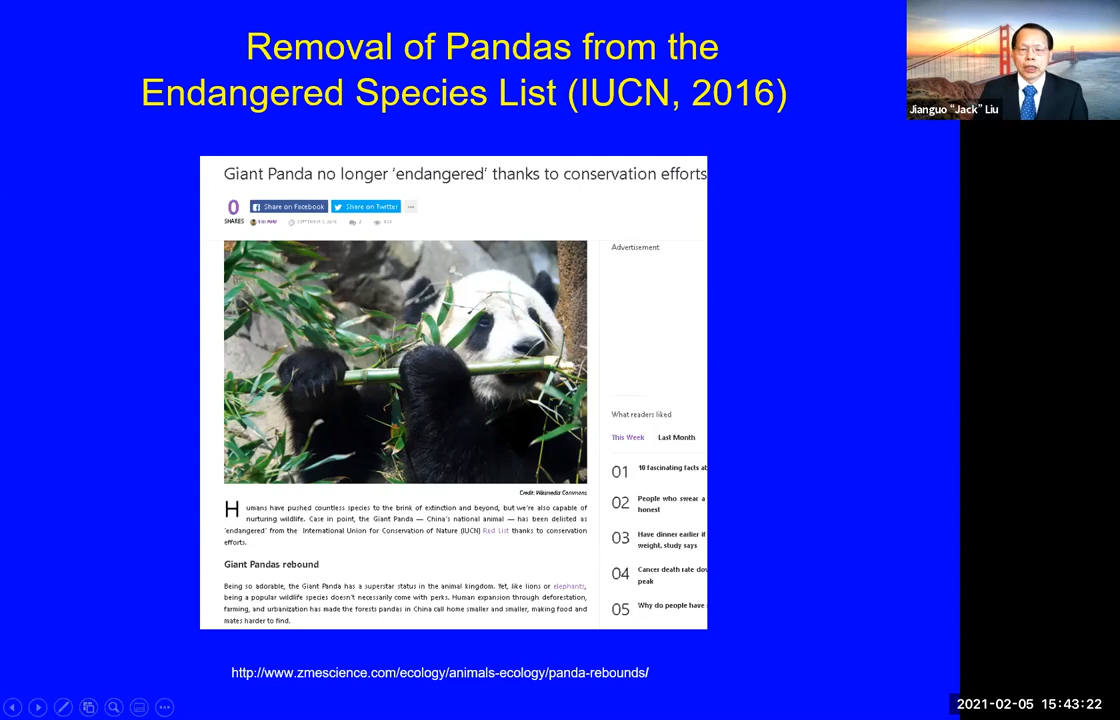 Removal of Pandas from the
Endangered Species List (IUCN, 2016)
Jianguo "Jack" Liu
Giant Panda no longer 'endangered' thanks to conservation efforts
0
SHARES
Share on Facebook
Share on Twitter
Advertisement
Credit: Wikimedia Commons
Humans have pushed countless species to the brink of extinction and beyond, but we're also capable of
nurturing wildlife. Case in point, the Giant Panda — China's national animal — has been delisted as
'endangered' from the International Union for Conservation of Nature (IUCN) Red List thanks to conservation
efforts.
Giant Pandas rebound
Being so adorable, the Giant Panda has a superstar status in the animal kingdom. Yet, like lions or elephants,
being a popular wildlife species doesn't necessarily come with perks. Human expansion through deforestation,
farming, and urbanization has made the forests pandas in China call home smaller and smaller, making food and
mates harder to find.
What readers liked
This Week Last Month
01 10 fascinating facts ab
02 People who swear a
honest
03 Have dinner earlier if
weight, study says
04 Cancer death rate dow
peak
05 Why do people have
http://www.zmescience.com/ecology/animals-ecology/panda-rebounds/
2021-02-05 15:43:22